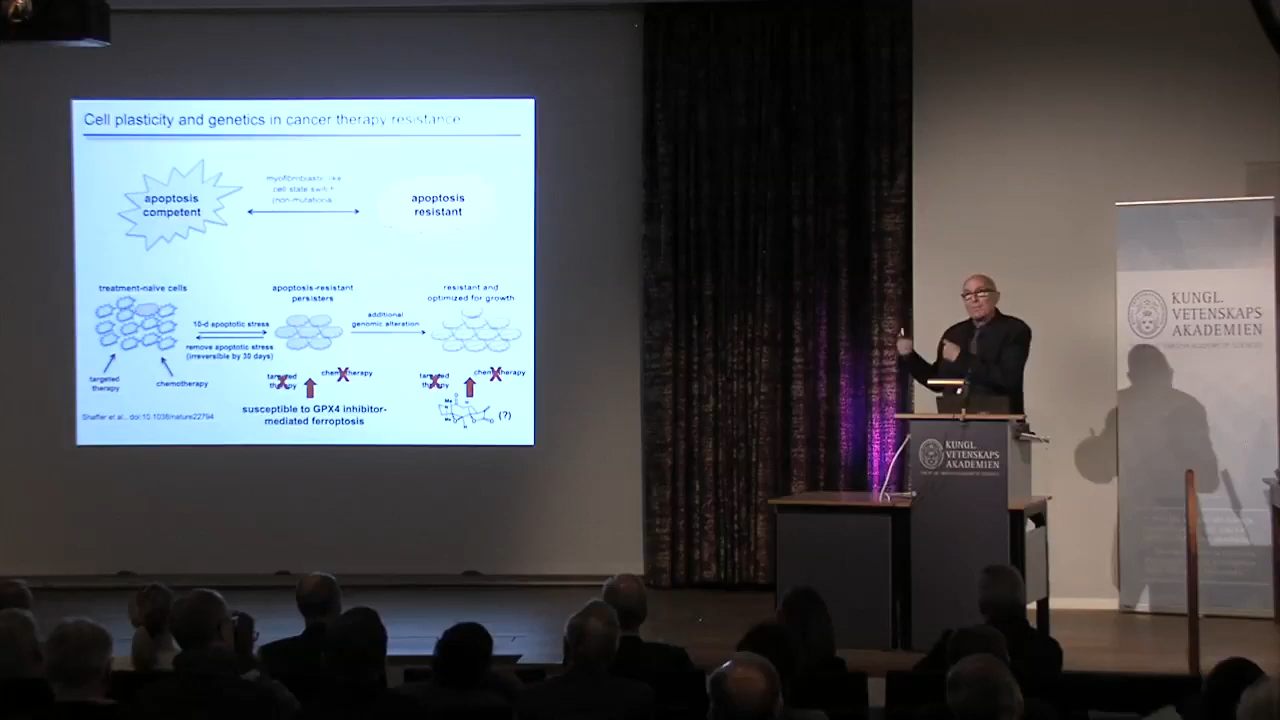 Cell plasticity and genetics in cancer therapy resistance
apoptosis
competent
myofibroblastic-like
cell state switch
(non-mutational
apoptosis
resistant
treatment-naïve cells
apoptosis-resistant
persisters
resistant and
optimized for growth
10-d apoptotic stress
remove apoptotic stress
(irreversible by 30 days)
additional
genomic alteration
targeted
therapy
chemotherapy
targeted
therapy
chemotherapy
targeted
therapy
chemotherapy
susceptible to GPX4 inhibitor-
mediated ferroptosis
Me
H
O
Me
O
H
O
(?)
Shaffer et al., doi:10.1038/nature22794
KUNGL.
VETENSKAPS
AKADEMIEN
KUNGL.
VETENSKAPS
AKADEMIEN